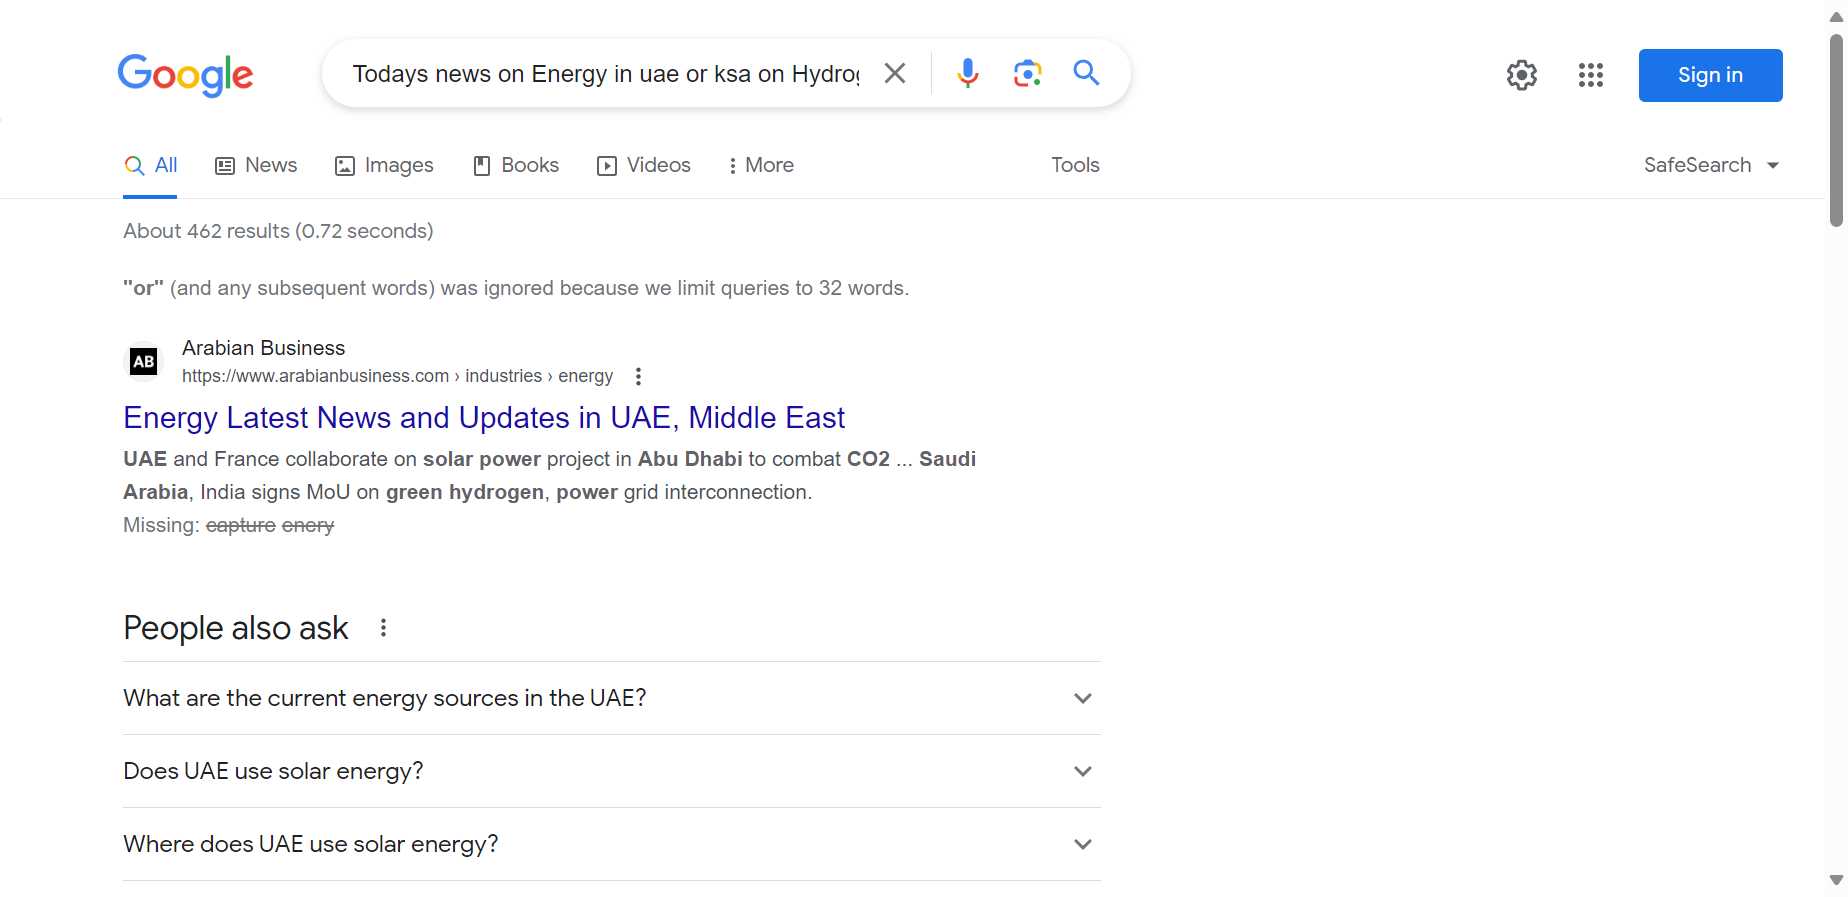 Google
Todays news on Energy in uae or ksa on Hydrog
Sign in
All News Images Books Videos More Tools SafeSearch
About 462 results (0.72 seconds)
"or" (and any subsequent words) was ignored because we limit queries to 32 words.
AB
Arabian Business
https://www.arabianbusiness.com › industries › energy
Energy Latest News and Updates in UAE, Middle East
UAE and France collaborate on solar power project in Abu Dhabi to combat CO2 ... Saudi
Arabia, India signs MoU on green hydrogen, power grid interconnection.
Missing: capture enery
People also ask
What are the current energy sources in the UAE?
Does UAE use solar energy?
Where does UAE use solar energy?